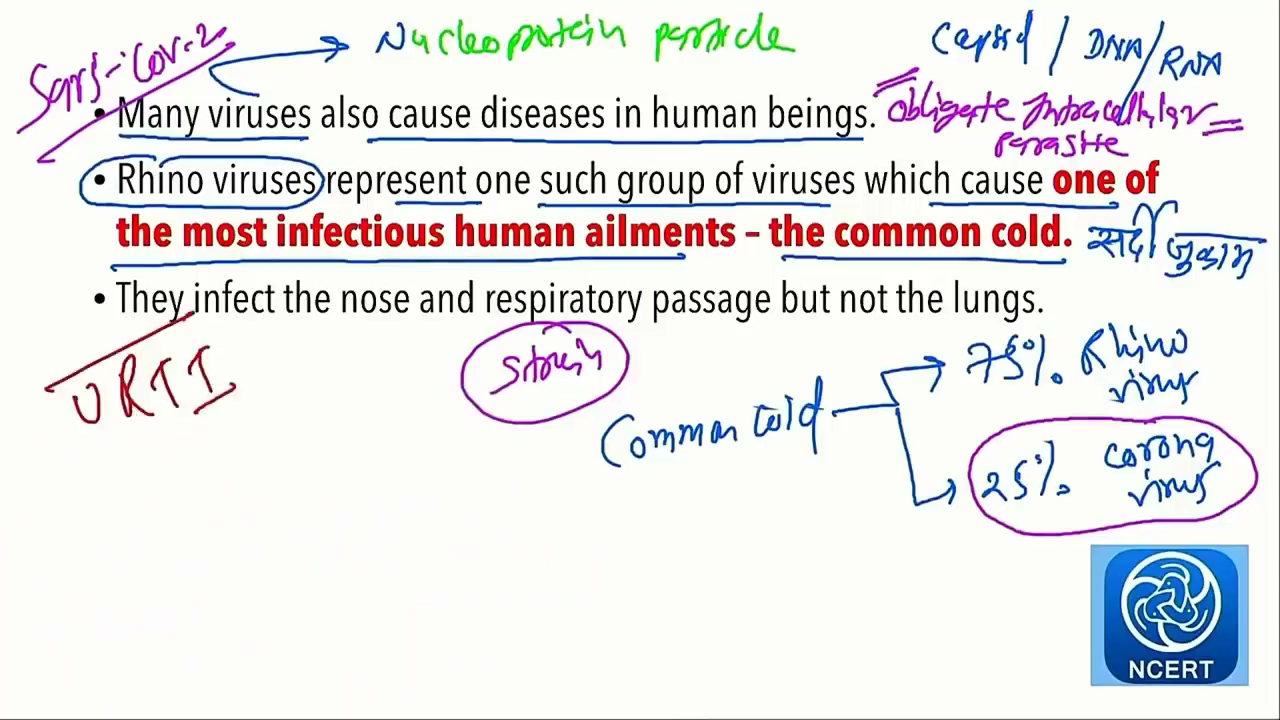 Sars-Cov-2
Nucleoprotein particle
Capsid / DNA/RNA
• Many viruses also cause diseases in human beings.
obligate Intracellular
parasite
• Rhino viruses represent one such group of viruses which cause one of
the most infectious human ailments – the common cold.
सर्दी जुकाम
• They infect the nose and respiratory passage but not the lungs.
URTI
Strain
Common cold
75% Rhino
virus
25% corona
virus
NCERT